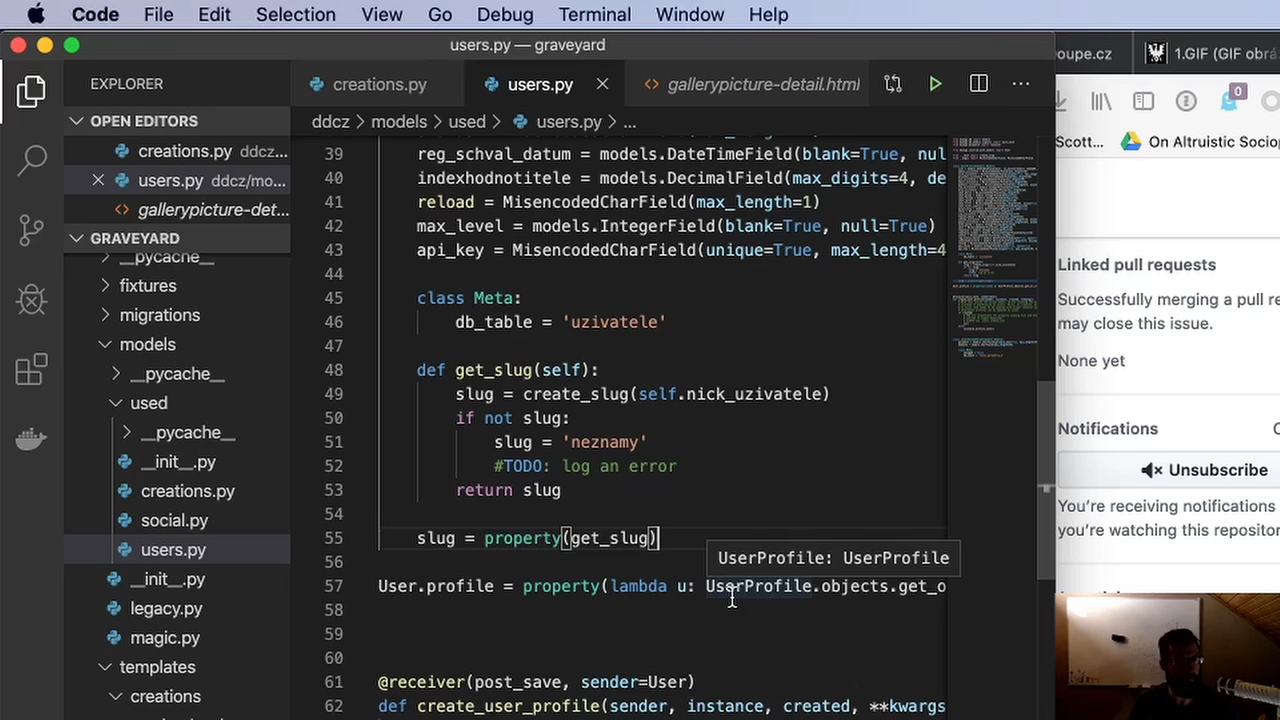 Code File Edit Selection View Go Debug Terminal Window Help
users.py — graveyard
EXPLORER
OPEN EDITORS
creations.py ddcz...
users.py ddcz/mo...
gallerypicture-det...
GRAVEYARD
__pycache__
fixtures
migrations
models
__pycache__
used
__pycache__
__init__.py
creations.py
social.py
users.py
__init__.py
legacy.py
magic.py
templates
creations
creations.py users.py gallerypicture-detail.html
ddcz > models > used > users.py > ...
39 reg_schval_datum = models.DateTimeField(blank=True, nul
40 indexhodnotitele = models.DecimalField(max_digits=4, de
41 reload = MisencodedCharField(max_length=1)
42 max_level = models.IntegerField(blank=True, null=True)
43 api_key = MisencodedCharField(unique=True, max_length=4
44
45 class Meta:
46 db_table = 'uzivatele'
47
48 def get_slug(self):
49 slug = create_slug(self.nick_uzivatele)
50 if not slug:
51 slug = 'neznamy'
52 #TODO: log an error
53 return slug
54
55 slug = property(get_slug)
UserProfile: UserProfile
56
57 User.profile = property(lambda u: UserProfile.objects.get_o
58
59
60
61 @receiver(post_save, sender=User)
62 def create_user_profile(sender, instance, created, **kwargs
oupe.cz 1.GIF (GIF obrá
0
Scott... On Altruistic Socio
Linked pull requests
Successfully merging a pull re
may close this issue.
None yet
Notifications
Unsubscribe
You're receiving notifications
you're watching this repositor